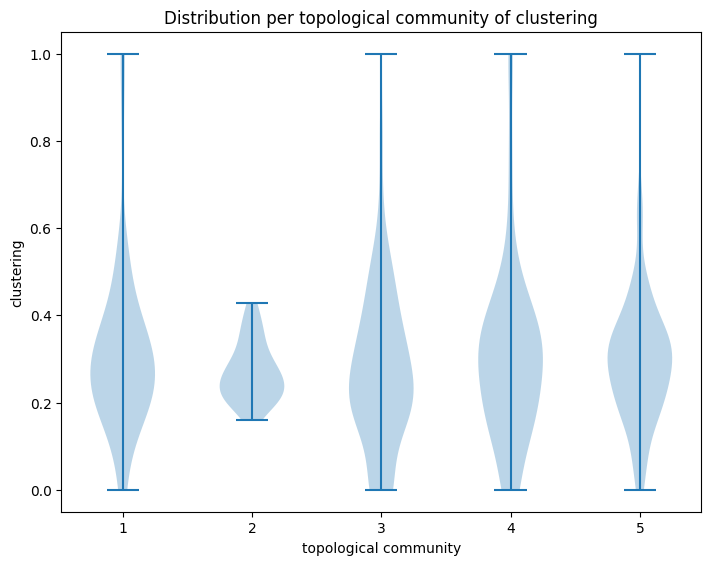 Distribution per topological community of clustering
1.0
0.8
0.6
0.4
0.2
0.0
clustering
1 2 3 4 5
topological community